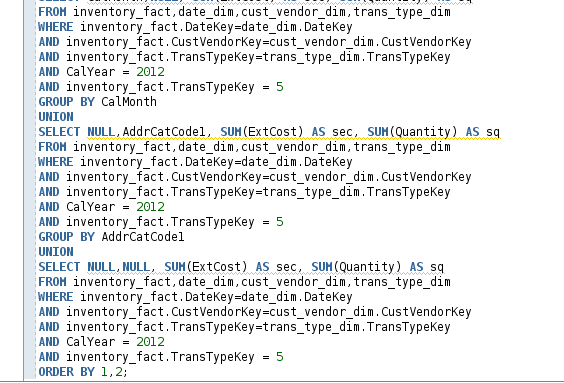 FROM inventory_fact,date_dim,cust_vendor_dim,trans_type_dim
WHERE inventory_fact.DateKey=date_dim.DateKey
AND inventory_fact.CustVendorKey=cust_vendor_dim.CustVendorKey
AND inventory_fact.TransTypeKey=trans_type_dim.TransTypeKey
AND CalYear = 2012
AND inventory_fact.TransTypeKey = 5
GROUP BY CalMonth
UNION
SELECT NULL,AddrCatCode1, SUM(ExtCost) AS sec, SUM(Quantity) AS sq
FROM inventory_fact,date_dim,cust_vendor_dim,trans_type_dim
WHERE inventory_fact.DateKey=date_dim.DateKey
AND inventory_fact.CustVendorKey=cust_vendor_dim.CustVendorKey
AND inventory_fact.TransTypeKey=trans_type_dim.TransTypeKey
AND CalYear = 2012
AND inventory_fact.TransTypeKey = 5
GROUP BY AddrCatCode1
UNION
SELECT NULL,NULL, SUM(ExtCost) AS sec, SUM(Quantity) AS sq
FROM inventory_fact,date_dim,cust_vendor_dim,trans_type_dim
WHERE inventory_fact.DateKey=date_dim.DateKey
AND inventory_fact.CustVendorKey=cust_vendor_dim.CustVendorKey
AND inventory_fact.TransTypeKey=trans_type_dim.TransTypeKey
AND CalYear = 2012
AND inventory_fact.TransTypeKey = 5
ORDER BY 1,2;